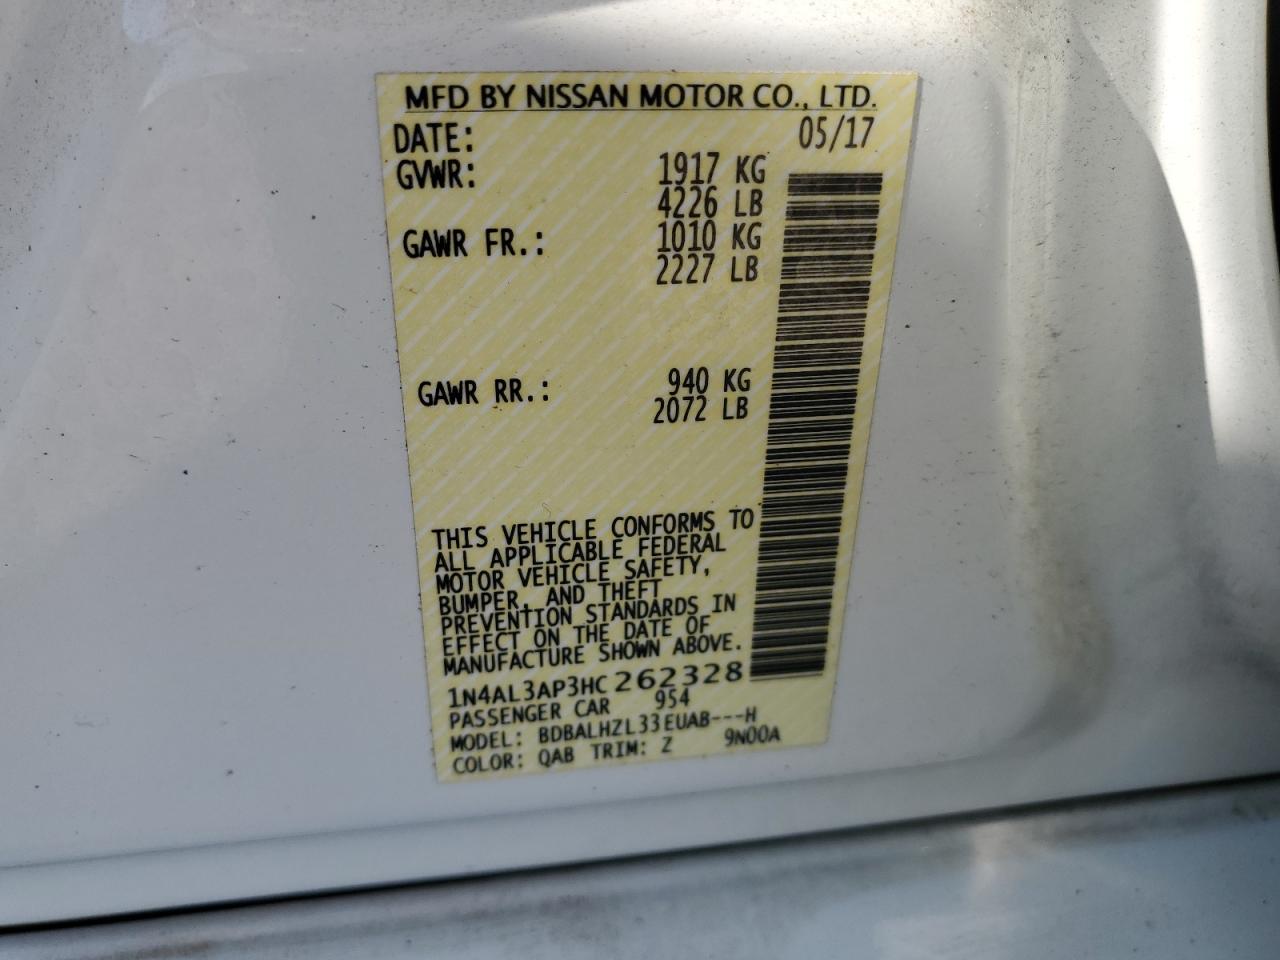 MFD BY NISSAN MOTOR CO., LTD.
DATE: 05/17
GVWR: 1917 KG
4226 LB
GAWR FR.: 1010 KG
2227 LB
GAWR RR.: 940 KG
2072 LB
THIS VEHICLE CONFORMS TO
ALL APPLICABLE FEDERAL
MOTOR VEHICLE SAFETY,
BUMPER, AND THEFT
PREVENTION STANDARDS IN
EFFECT ON THE DATE OF
MANUFACTURE SHOWN ABOVE.
1N4AL3AP3HC262328
PASSENGER CAR 954
MODEL: BDBALHZL33EUAB---H
COLOR: QAB TRIM: Z 9N00A